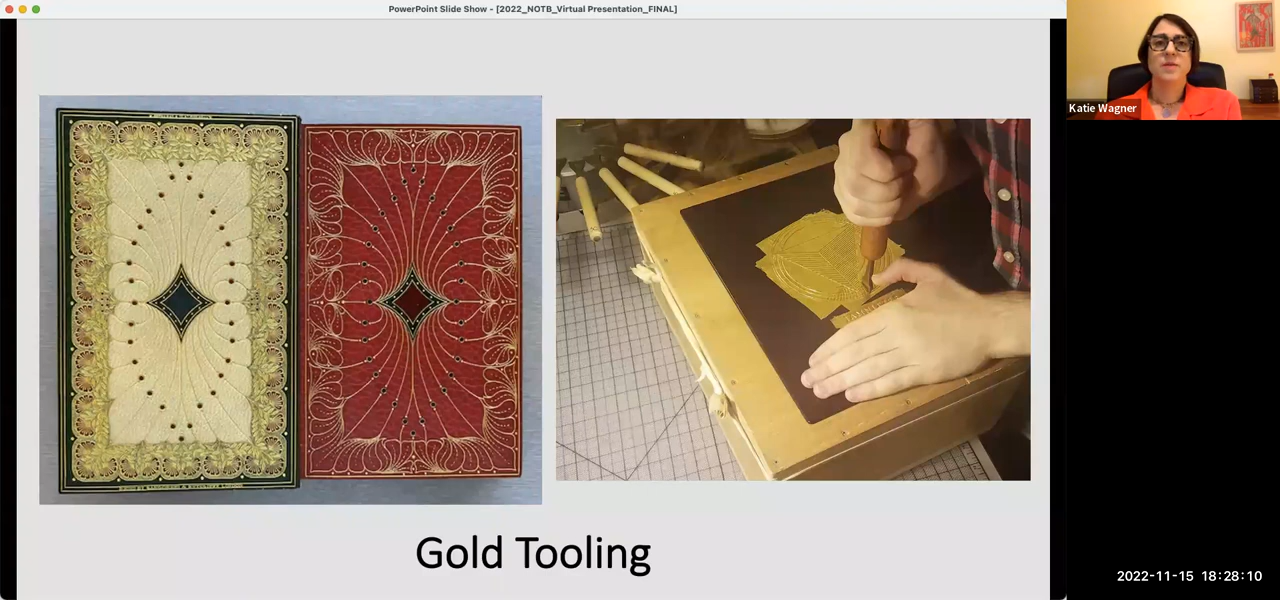 PowerPoint Slide Show - [2022_NOTB_Virtual Presentation_FINAL]
Katie Wagner
Gold Tooling
2022-11-15 18:28:10